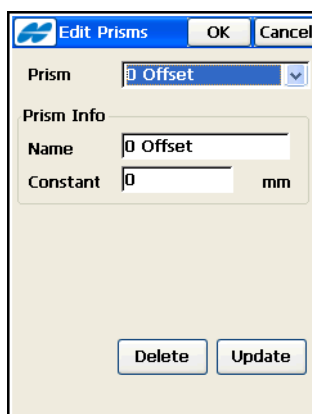 Edit Prisms OK Cancel
Prism 0 Offset
Prism Info
Name 0 Offset
Constant 0 mm
Delete Update